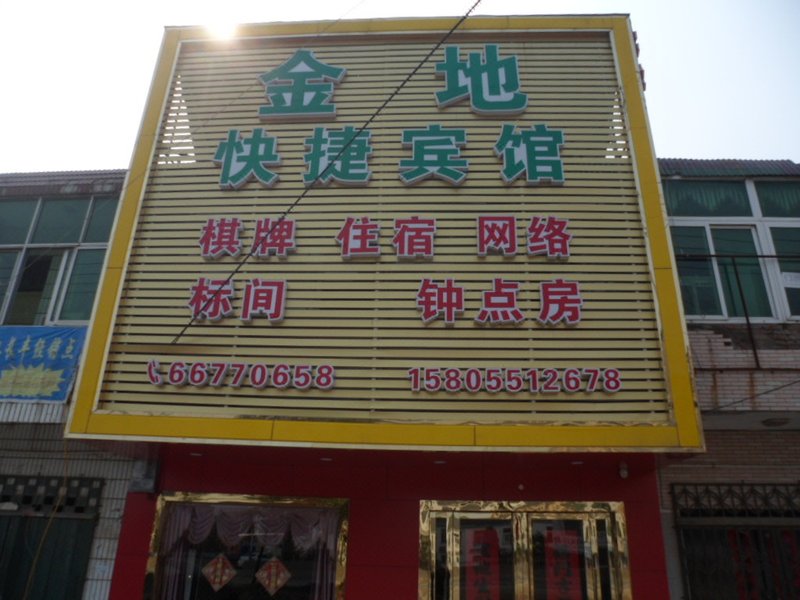 金地
快捷宾馆
棋牌 住宿 网络
标间 钟点房
66770658 15805512678